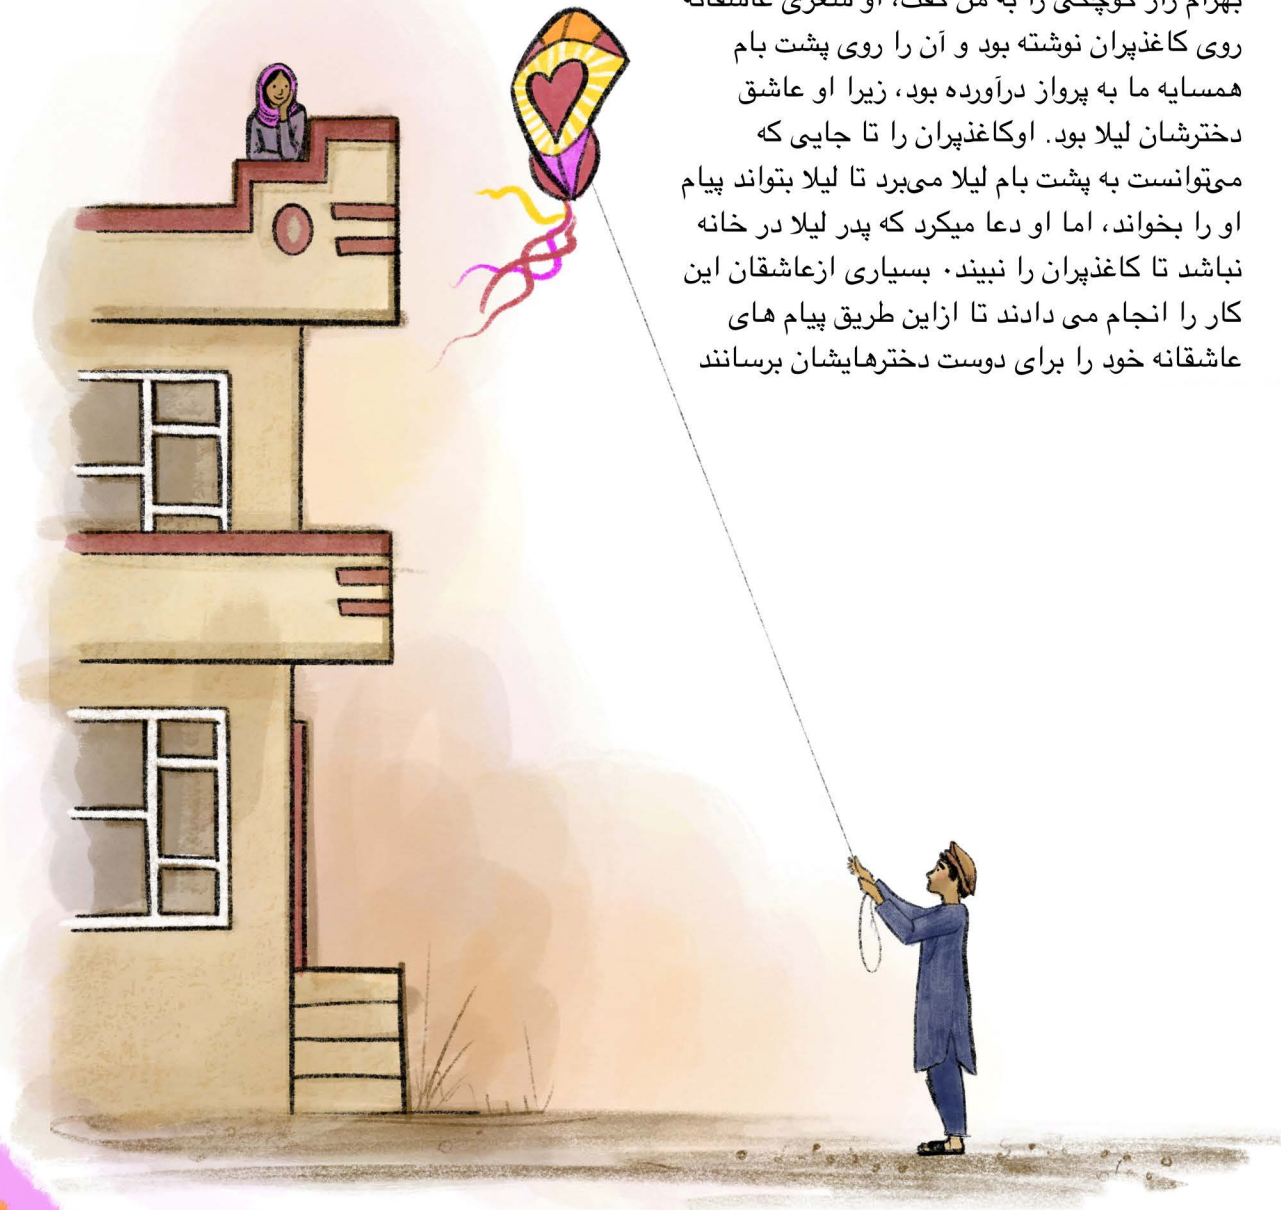 بهرام راز کوچکی را به من گفت، او شعری عاشقانه
روی کاغذپران نوشته بود و آن را روی پشت بام
همسایه ما به پرواز درآورده بود، زیرا او عاشق
دخترشان لیلا بود. اوکاغذپران را تا جایی که
می‌توانست به پشت بام لیلا می‌برد تا لیلا بتواند پیام
او را بخواند، اما او دعا میکرد که پدر لیلا در خانه
نباشد تا کاغذپران را نبیند۰ بسیاری ازعاشقان این
کار را انجام می دادند تا ازاین طریق پیام های
عاشقانه خود را برای دوست دخترهایشان برسانند